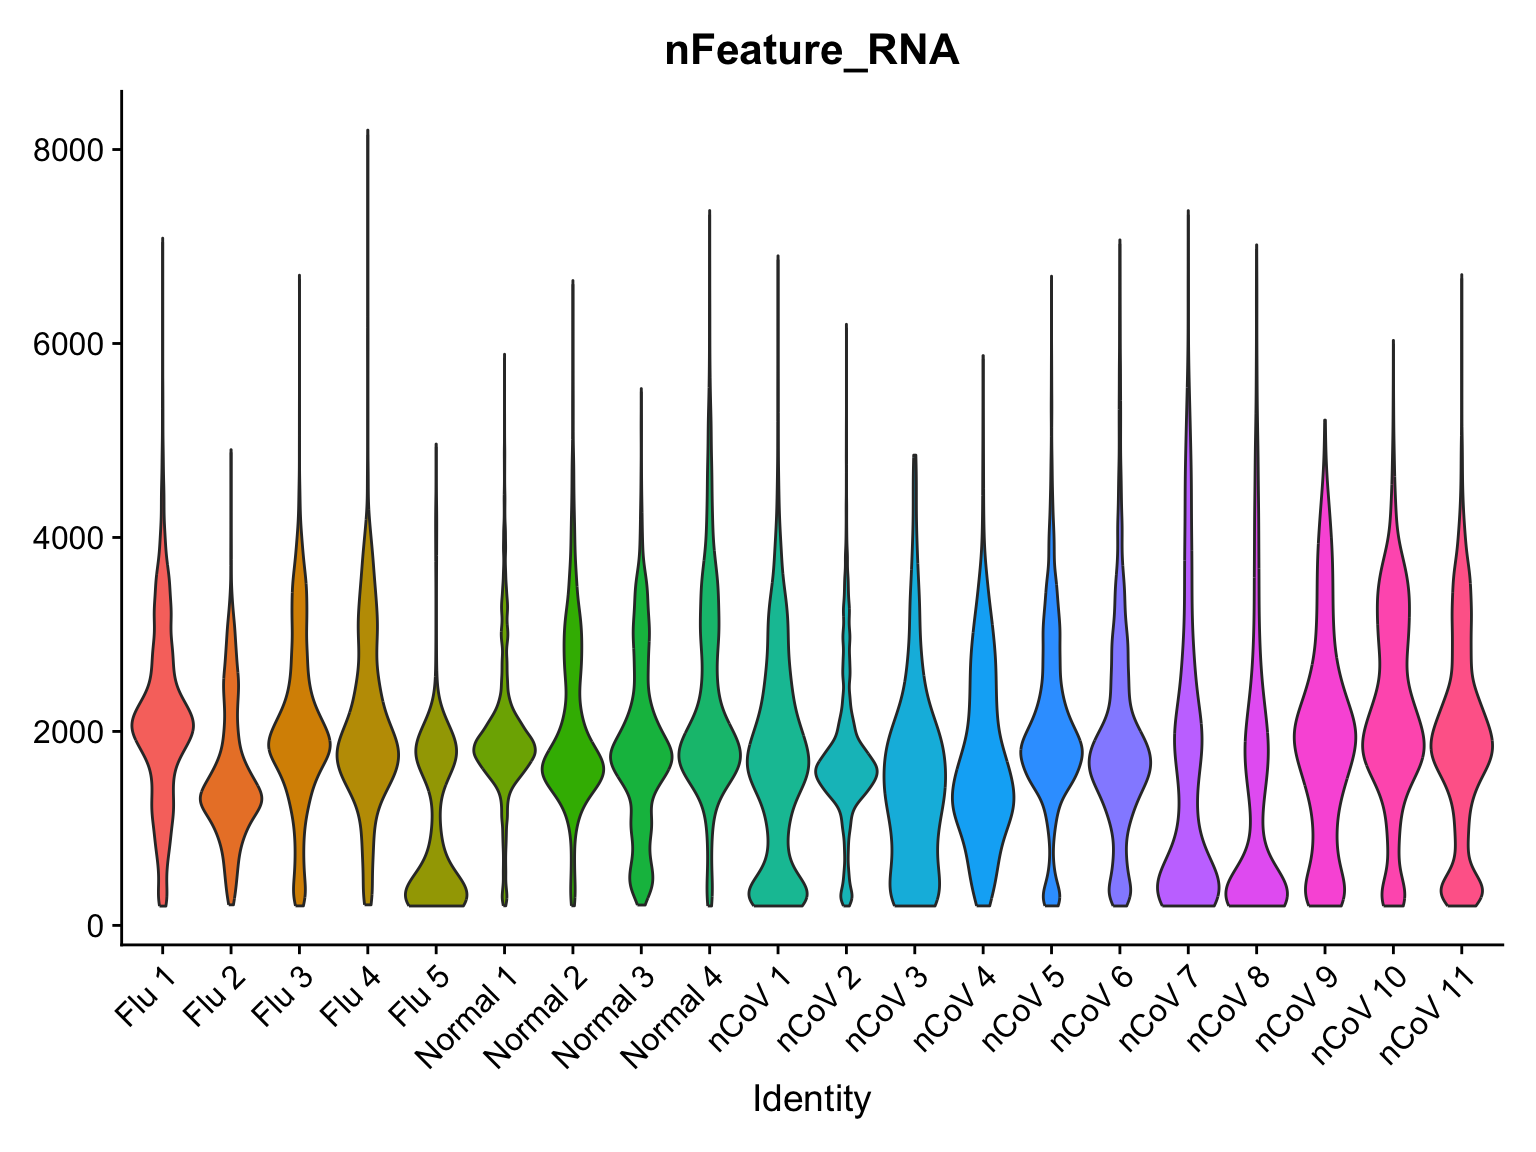 nFeature_RNA
8000
6000
4000
2000
0
Flu 1
Flu 2
Flu 3
Flu 4
Flu 5
Normal 1
Normal 2
Normal 3
Normal 4
nCoV 1
nCoV 2
nCoV 3
nCoV 4
nCoV 5
nCoV 6
nCoV 7
nCoV 8
nCoV 9
nCoV 10
nCoV 11
Identity